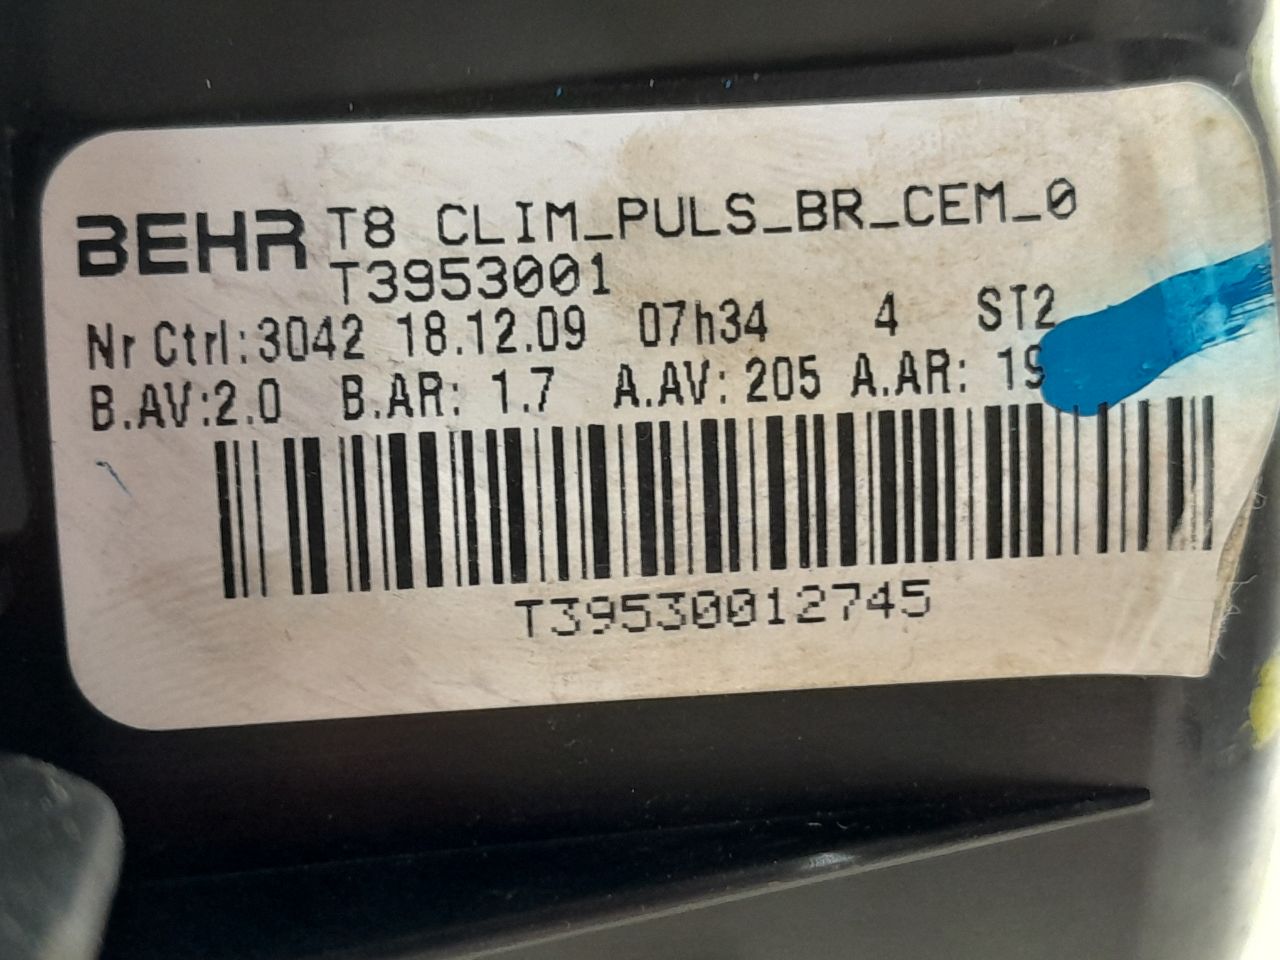 BEHR T8 CLIM_PULS_BR_CEM_0
T3953001
Nr Ctrl:3042 18.12.09 07h34 4 ST2
B.AV:2.0 B.AR: 1.7 A.AV: 205 A.AR:
T39530012745